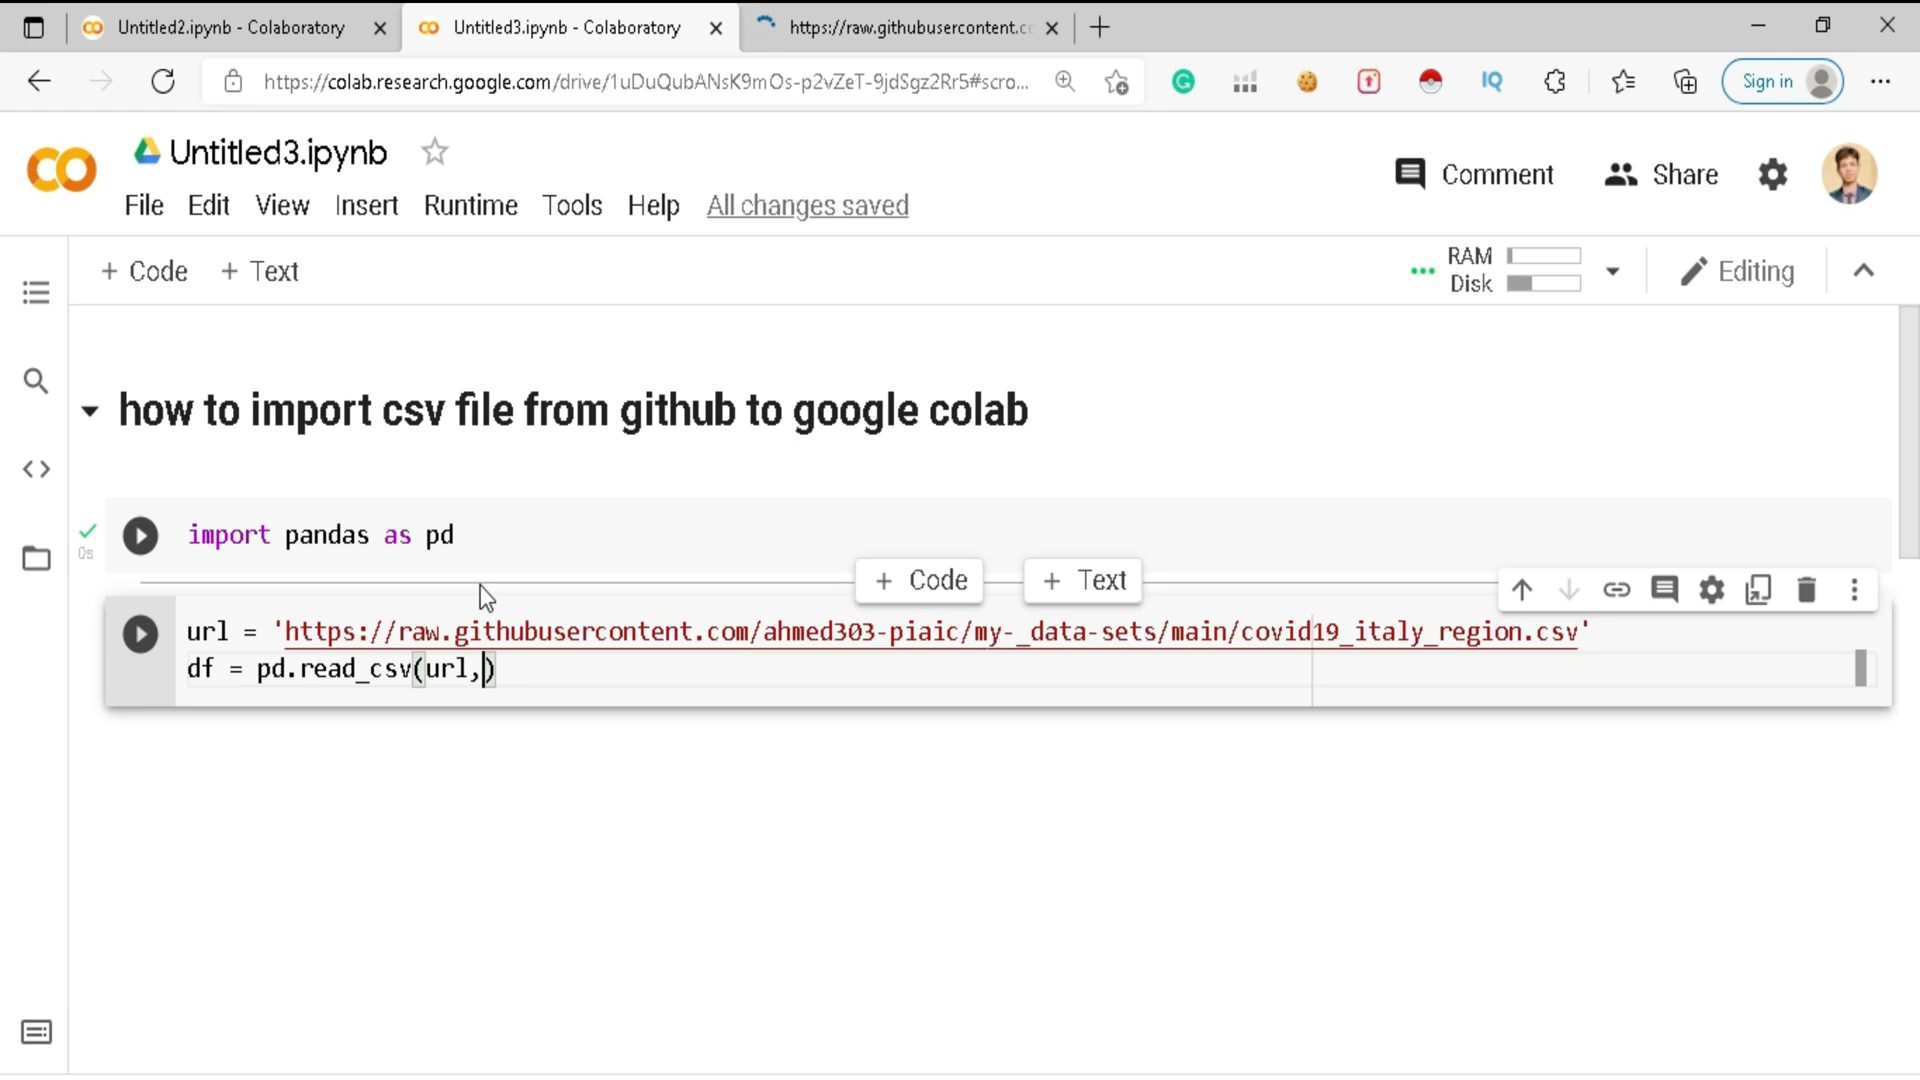 Untitled2.ipynb - Colaboratory
Untitled3.ipynb - Colaboratory
https://raw.githubusercontent.cc
https://colab.research.google.com/drive/1uDuQubANsK9mOs-p2vZeT-9jdSgz2Rr5#scro...
IQ
Sign in
Untitled3.ipynb
Comment
Share
File Edit View Insert Runtime Tools Help All changes saved
+ Code + Text
RAM
Disk
Editing
how to import csv file from github to google colab
0s
import pandas as pd
+ Code + Text
url = 'https://raw.githubusercontent.com/ahmed303-piaic/my-_data-sets/main/covid19_italy_region.csv'
df = pd.read_csv(url,)